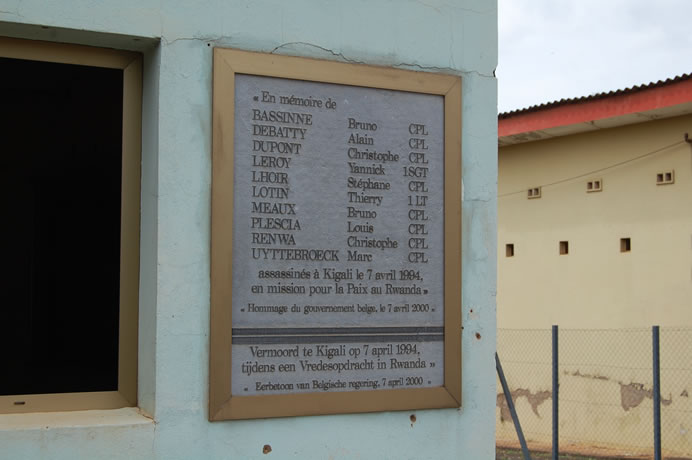 « En mémoire de
BASSINNE Bruno CPL
DEBATTY Alain CPL
DUPONT Christophe CPL
LEROY Yannick 1SGT
LHOIR Stéphane CPL
LOTIN Thierry 1 LT
MEAUX Bruno CPL
PLESCIA Louis CPL
RENWA Christophe CPL
UYTTEBROECK Marc CPL
assassinés à Kigali le 7 avril 1994,
en mission pour la Paix au Rwanda »
« Hommage du gouvernement belge, le 7 avril 2000 »
Vermoord te Kigali op 7 april 1994,
tijdens een Vredesopdracht in Rwanda »
« Eerbetoon van Belgische regering, 7 april 2000 »